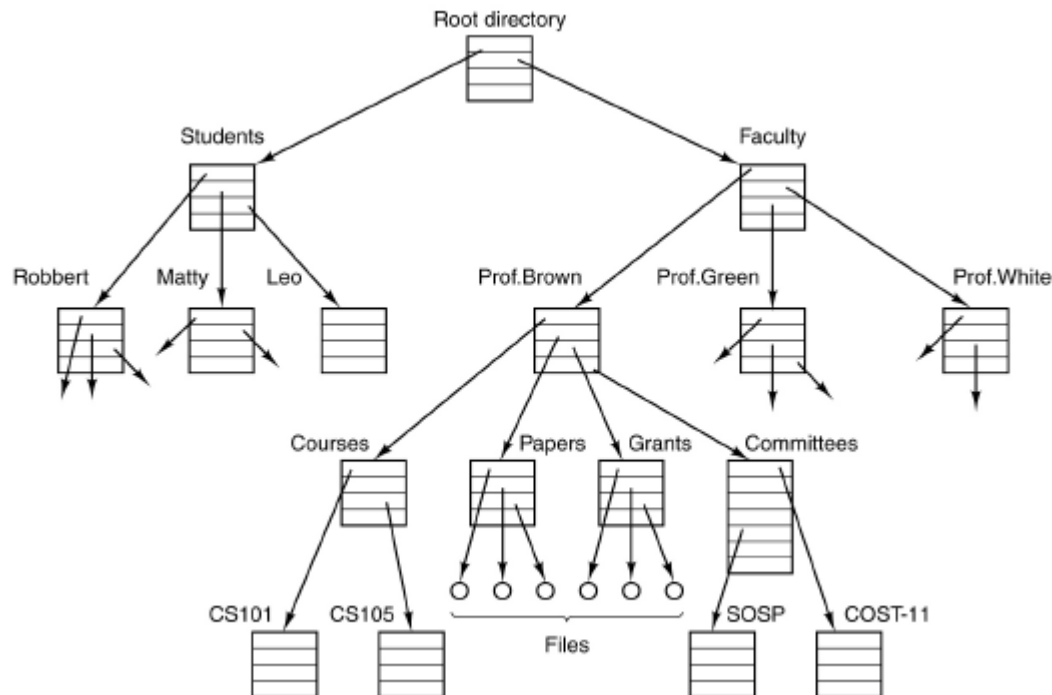 Root directory
Students
Faculty
Robbert
Matty
Leo
Prof.Brown
Prof.Green
Prof.White
Courses
Papers
Grants
Committees
CS101
CS105
SOSP
COST-11
Files